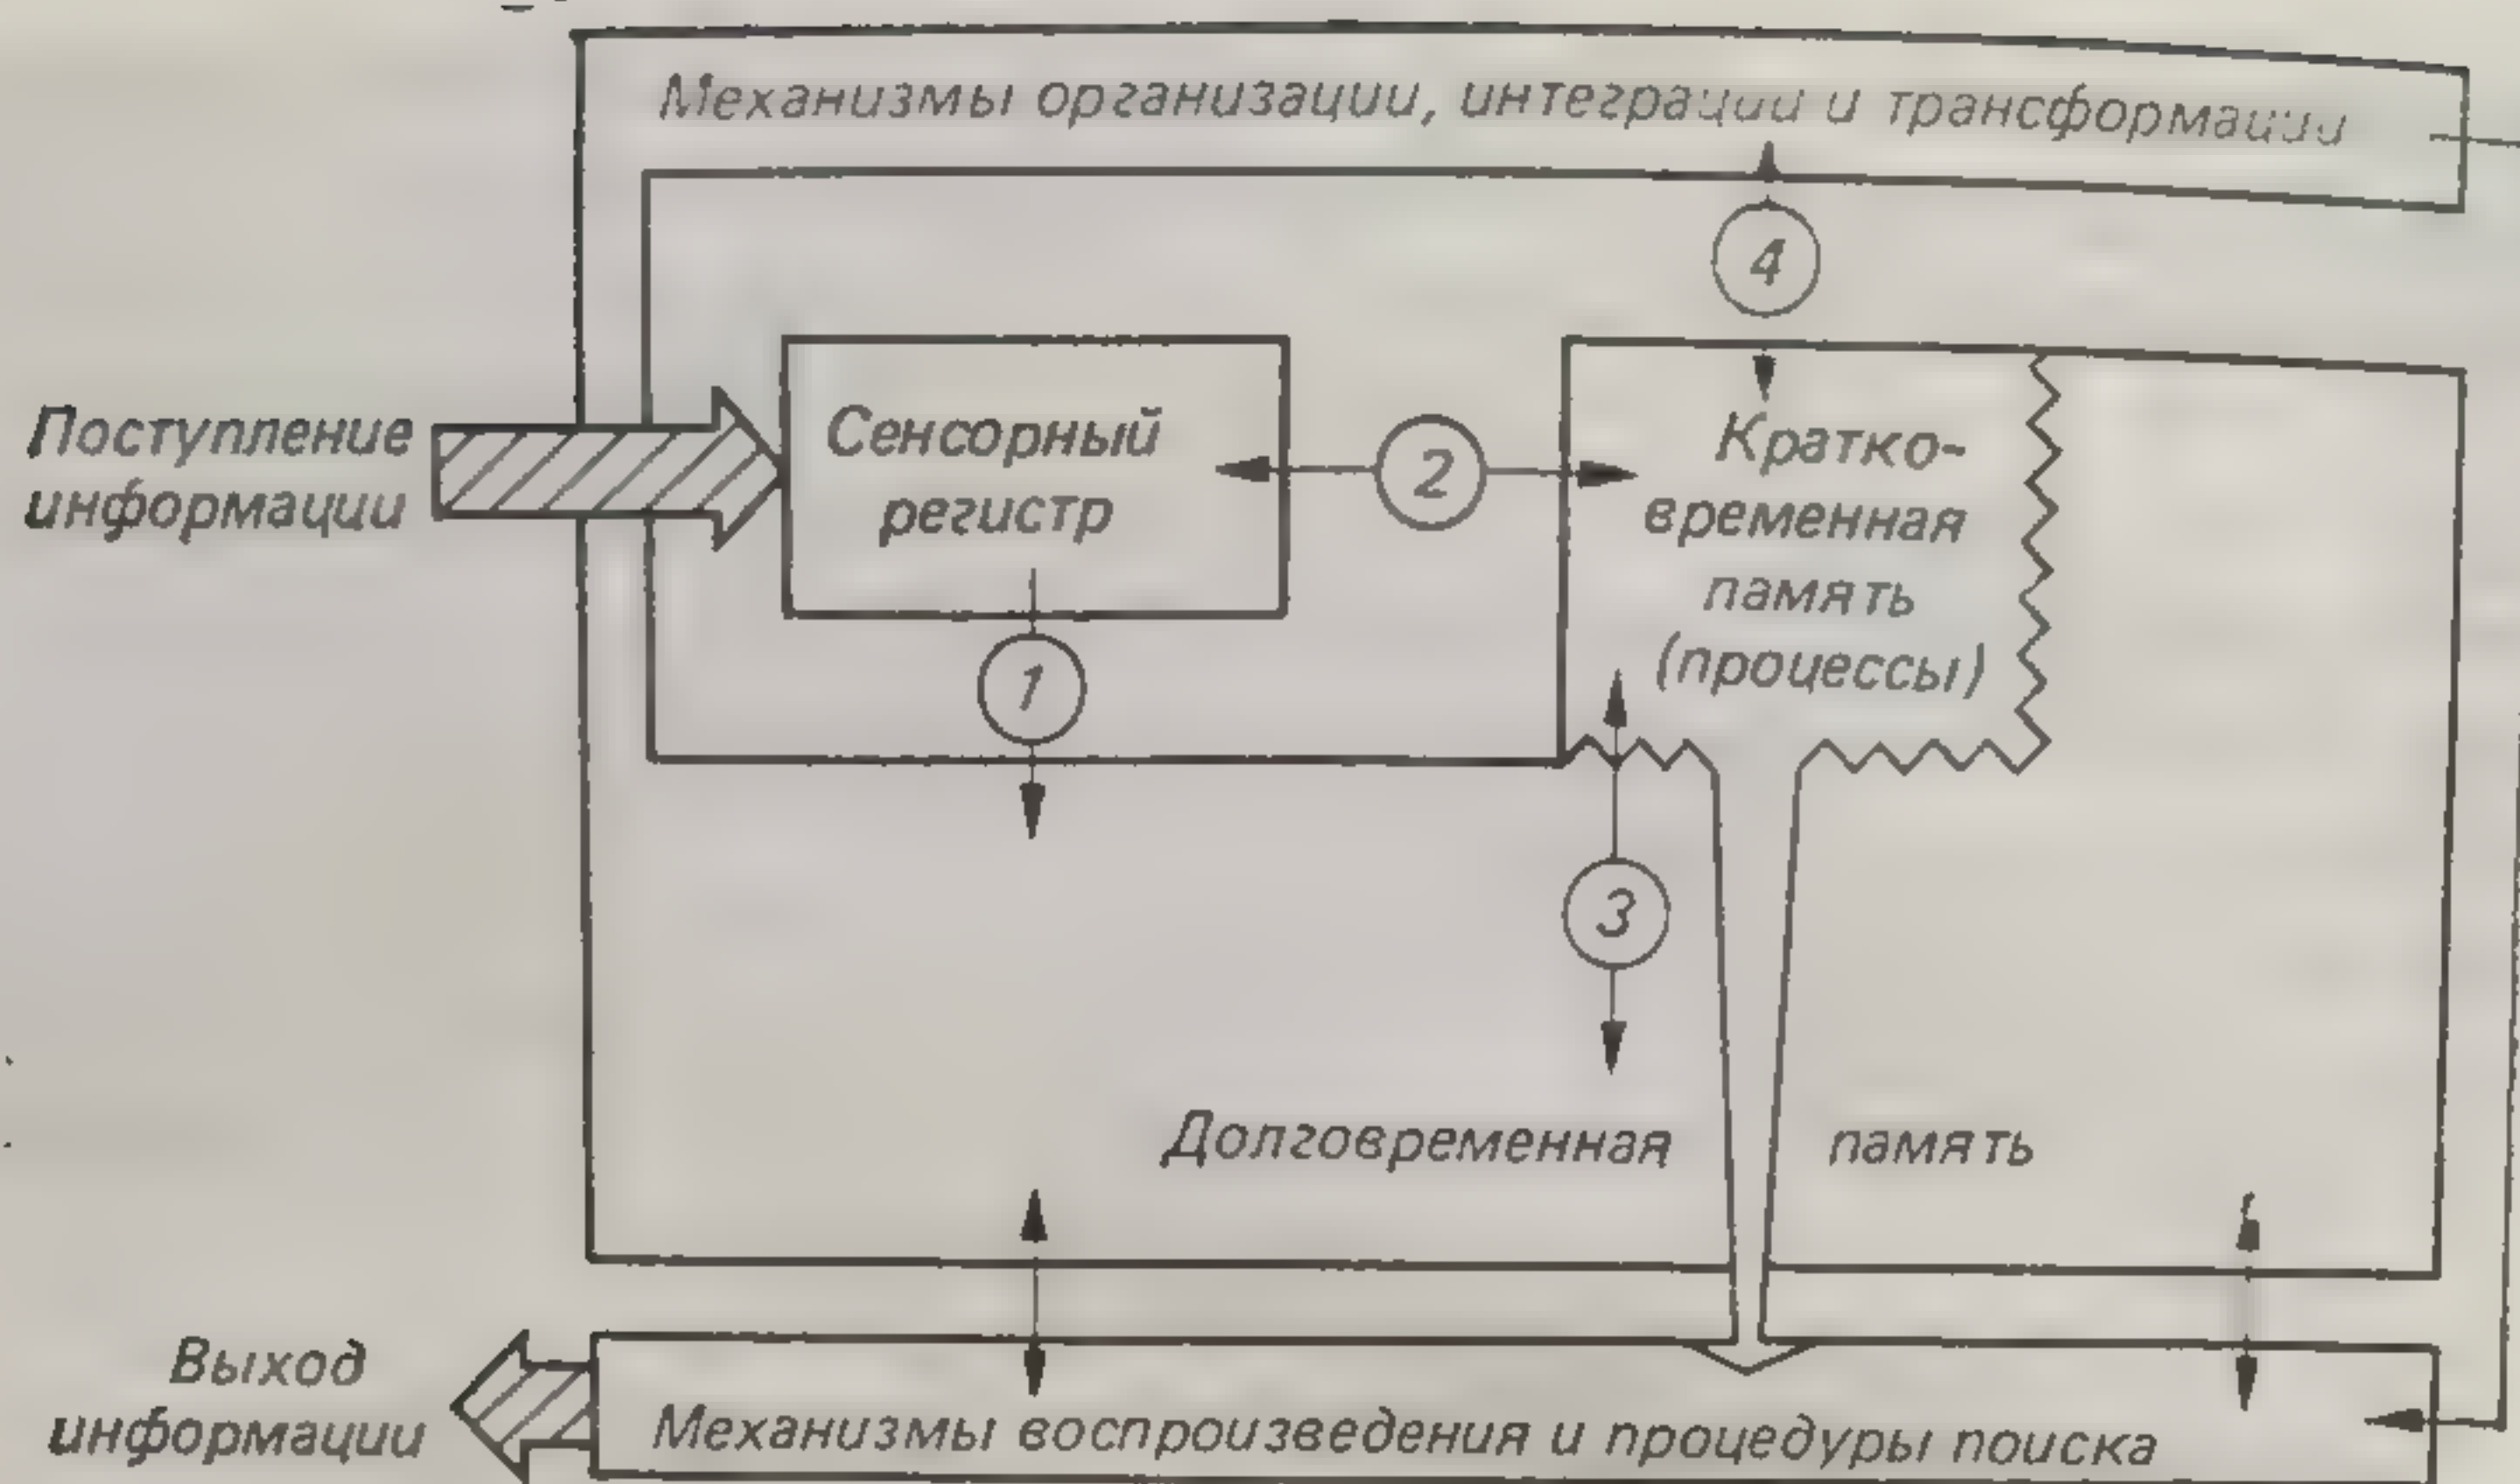 Механизмы организации, интеграции и трансформации
4
Поступление
информации
Сенсорный
регистр
2
Кратко-
временная
память
(процессы)
1
3
Долговременная память
Выход
информации
Механизмы воспроизведения и процедуры поиска